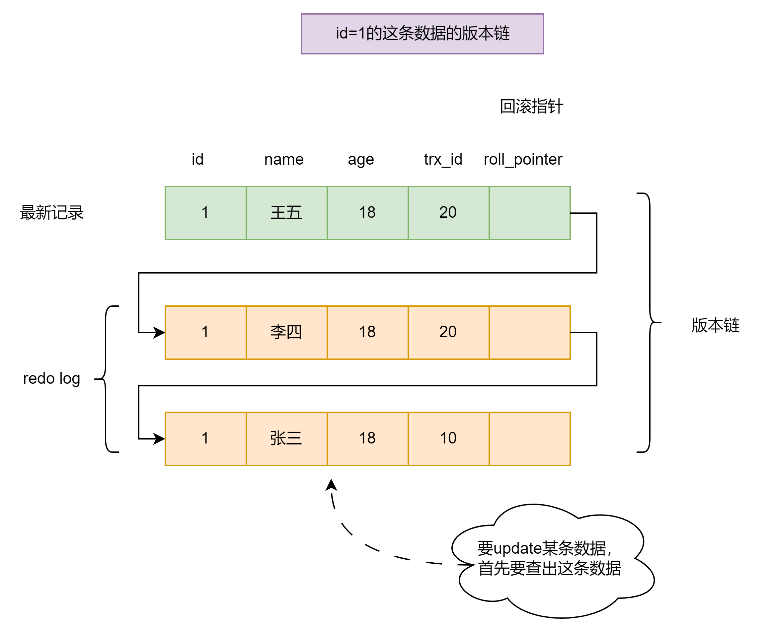 id=1的这条数据的版本链
回滚指针
id name age trx_id roll_pointer
最新记录 1 王五 18 20
1 李四 18 20
版本链
redo log
1 张三 18 10
要update某条数据，
首先要查出这条数据